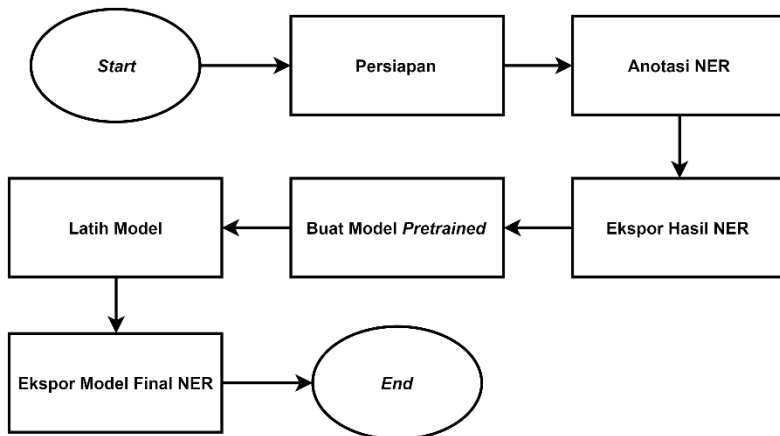 Start
Persiapan
Anotasi NER
Ekspor Hasil NER
Buat Model Pretrained
Latih Model
Ekspor Model Final NER
End